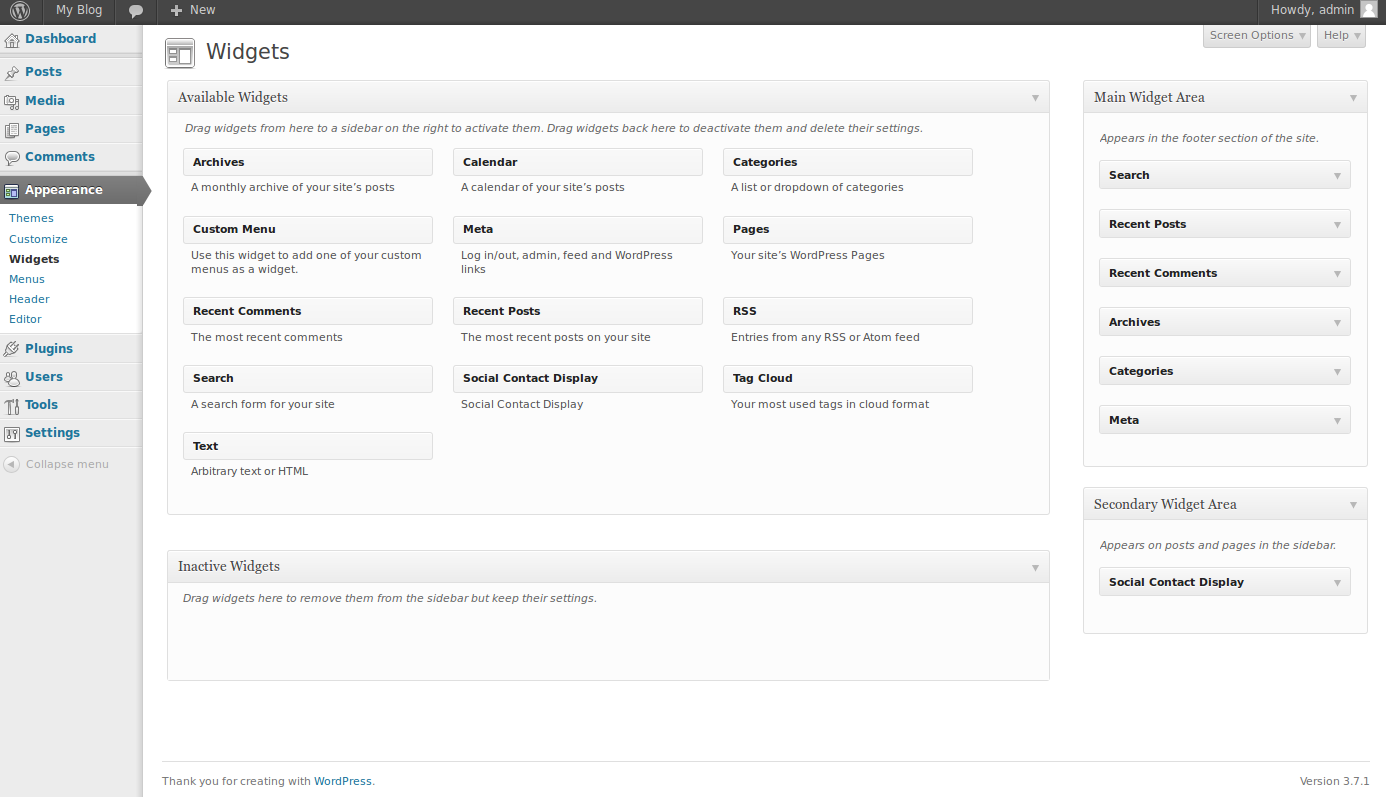 My Blog
New
Howdy, admin
Screen Options
Help
Dashboard
Posts
Media
Pages
Comments
Appearance
Themes
Customize
Widgets
Menus
Header
Editor
Plugins
Users
Tools
Settings
Collapse menu
Widgets
Available Widgets
Drag widgets from here to a sidebar on the right to activate them. Drag widgets back here to deactivate them and delete their settings.
Archives
A monthly archive of your site’s posts
Calendar
A calendar of your site’s posts
Categories
A list or dropdown of categories
Custom Menu
Use this widget to add one of your custom
menus as a widget.
Meta
Log in/out, admin, feed and WordPress
links
Pages
Your site’s WordPress Pages
Recent Comments
The most recent comments
Recent Posts
The most recent posts on your site
RSS
Entries from any RSS or Atom feed
Search
A search form for your site
Social Contact Display
Social Contact Display
Tag Cloud
Your most used tags in cloud format
Text
Arbitrary text or HTML
Inactive Widgets
Drag widgets here to remove them from the sidebar but keep their settings.
Main Widget Area
Appears in the footer section of the site.
Search
Recent Posts
Recent Comments
Archives
Categories
Meta
Secondary Widget Area
Appears on posts and pages in the sidebar.
Social Contact Display
Thank you for creating with WordPress.
Version 3.7.1